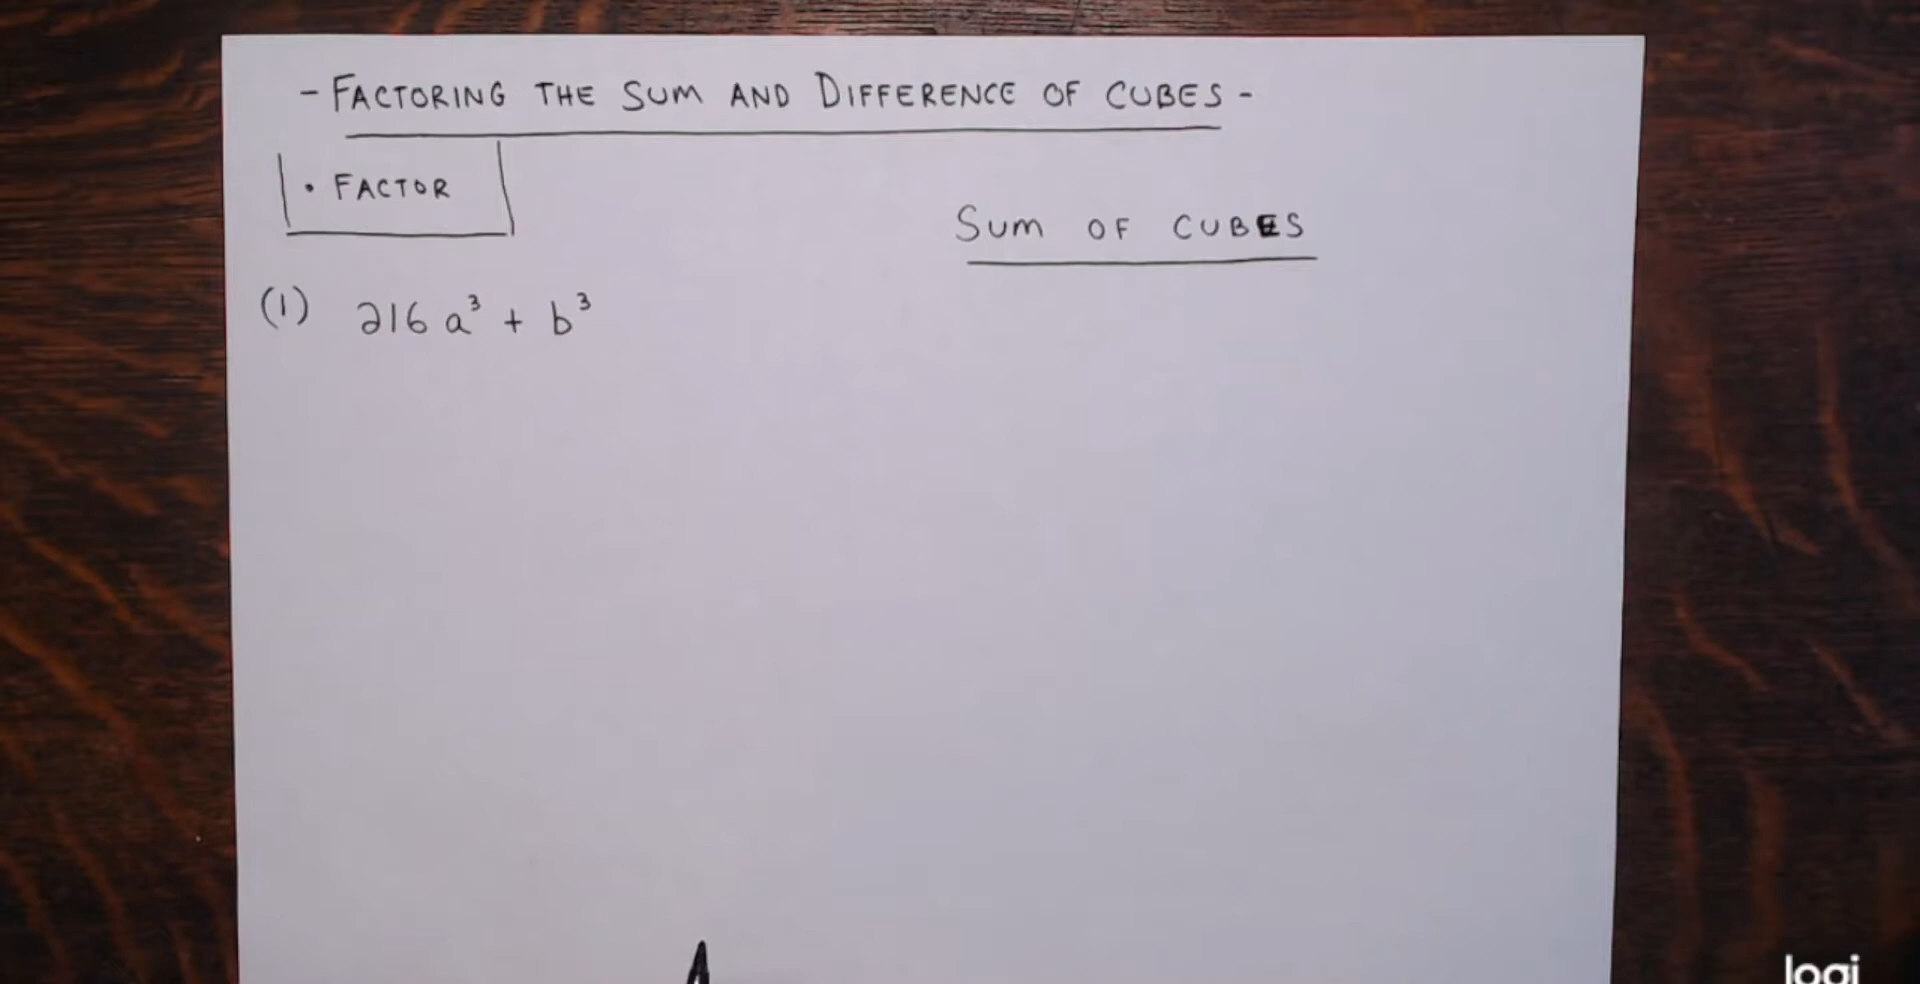 - FACTORING THE SUM AND DIFFERENCE OF CUBES -
• FACTOR
SUM OF CUBES
(1) 216 a³ + b³
logi